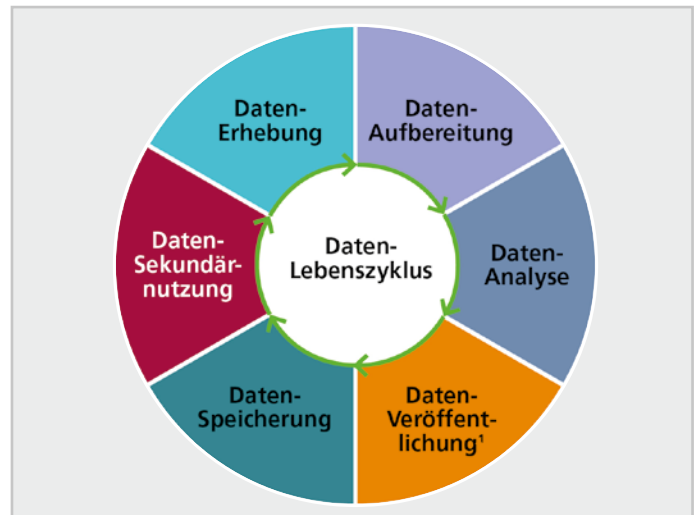 Daten-
Erhebung
Daten-
Aufbereitung
Daten-
Analyse
Daten-
Veröffent-
lichung¹
Daten-
Speicherung
Daten-
Sekundär-
nutzung
Daten-
Lebenszyklus